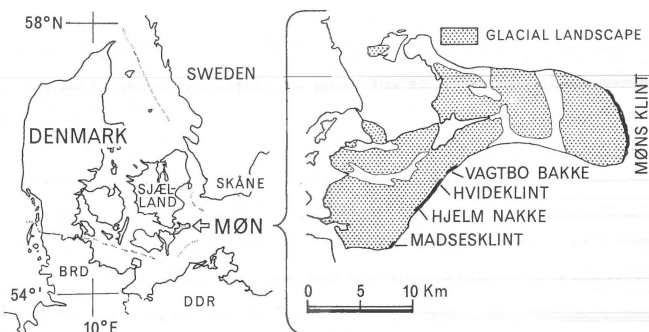 58°N
SWEDEN
DENMARK
SJÆL-
LAND
SKÅNE
MØN
BRD
54°
DDR
10°E
GLACIAL LANDSCAPE
MØNS KLINT
VAGTBO BAKKE
HVIDEKLINT
HJELM NAKKE
MADSESKLINT
0 5 10 Km